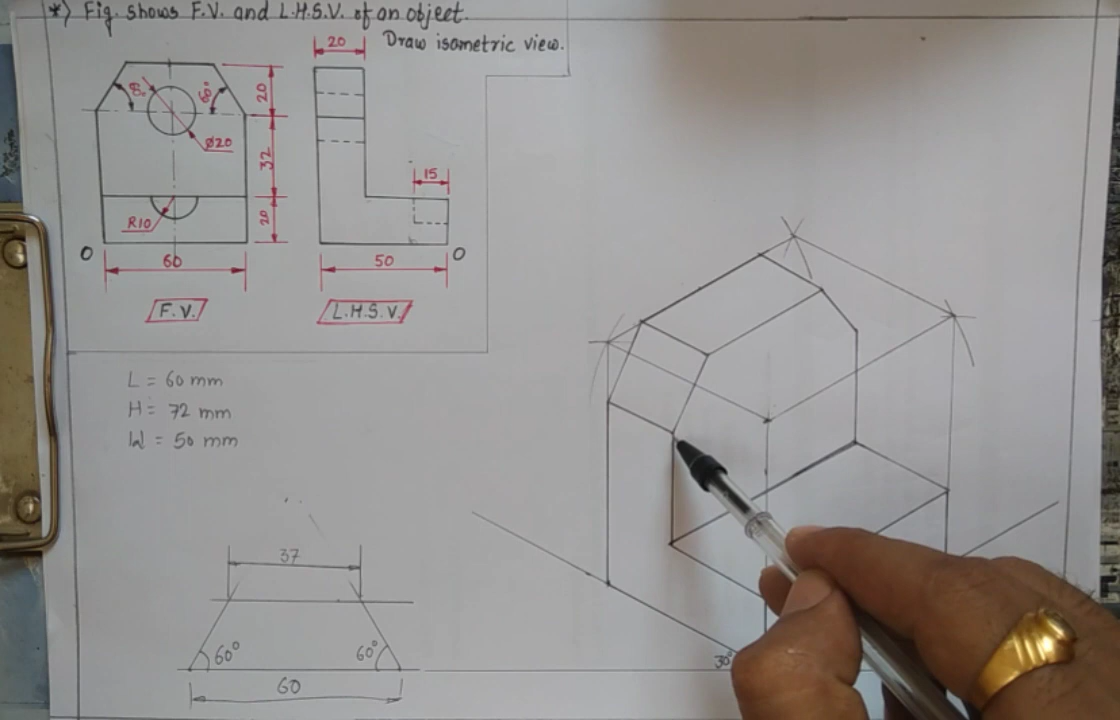 *) Fig. shows F.V. and L.H.S.V. of an object.
Draw isometric view.
20
60°
60°
20
Ø20
32
15
R10
20
O
60
50
O
F.V.
L.H.S.V.
L = 60 mm
H = 72 mm
W = 50 mm
37
60°
60°
60
30°